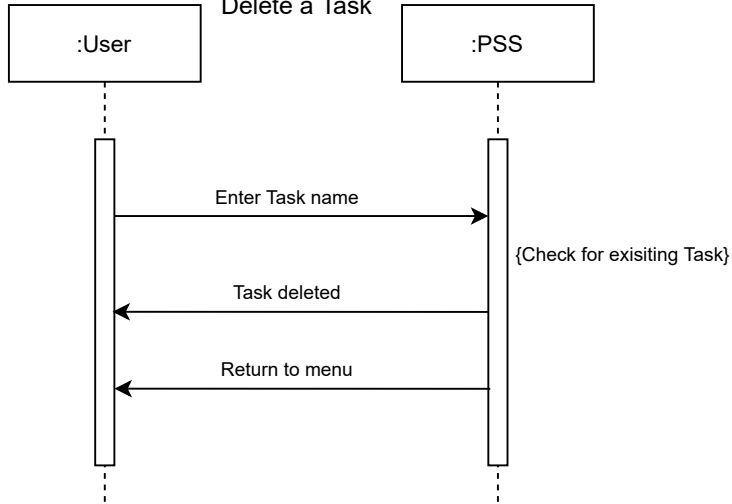 Delete a Task
:User
:PSS
Enter Task name
{Check for exisiting Task}
Task deleted
Return to menu